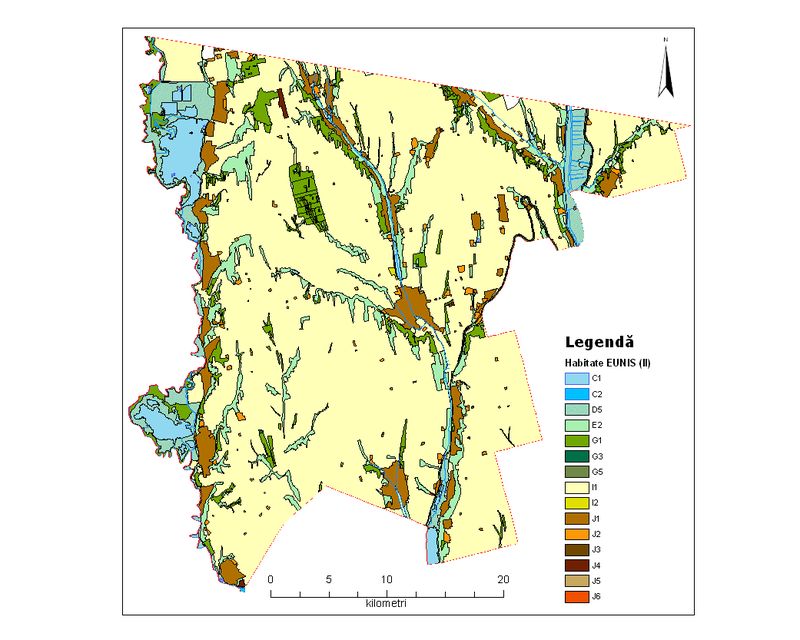 N
Legendă
Habitate EUNIS (II)
C1
C2
D5
E2
G1
G3
G5
I1
I2
J1
J2
J3
J4
J5
J6
0 5 10 20
kilometri